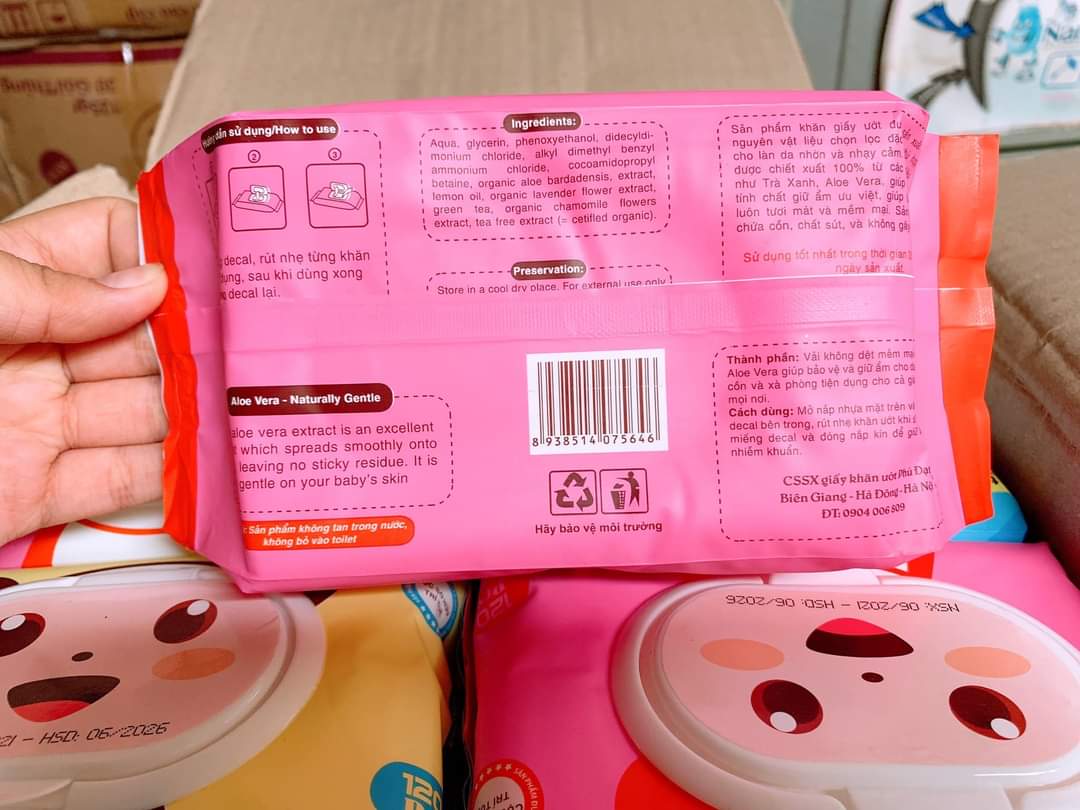 dẫn sử dụng/How to use
2 3
decal, rút nhẹ từng khăn
sau khi dùng xong
decal lại.
Ingredients:
Aqua, glycerin, phenoxyethanol, didecyldi-
monium chloride, alkyl dimethyl benzyl
ammonium chloride, cocoamidopropyl
betaine, organic aloe bardadensis, extract,
lemon oil, organic lavender flower extract,
green tea, organic chamomile flowers
extract, tea free extract (= cetified organic).
Preservation:
Store in a cool dry place. For external use only
Sản phẩm khăn giấy ướt
nguyên vật liệu chọn lọc
cho làn da nhờn và nhạy cảm
được chiết xuất 100% từ các
như Trà Xanh, Aloe Vera, giúp
tính chất giữ ẩm ưu việt, giúp
luôn tươi mát và mềm mại.
chứa cồn, chất sút, và không
Sử dụng tốt nhất trong thời gian
ngày sản xuất.
Aloe Vera – Naturally Gentle
aloe vera extract is an excellent
which spreads smoothly onto
leaving no sticky residue. It is
gentle on your baby's skin
Sản phẩm không tan trong nước,
không bỏ vào toilet
8 938514 075646
Hãy bảo vệ môi trường
Thành phần: Vải không dệt mềm
Aloe Vera giúp bảo vệ và giữ ẩm cho
cồn và xà phòng tiện dụng cho cả
mọi nơi.
Cách dùng: Mở nắp nhựa mặt trên
decal bên trong, rút nhẹ khăn ướt khi
miếng decal và đóng nắp kín để
nhiễm khuẩn.
CSSX giấy khăn ướt Phú Đạt
Biên Giang - Hà Đông - Hà
ĐT: 0904 006 809
NSX: 06/2021 – HSD: 06/2026
– HSD: 06/2026
120
120